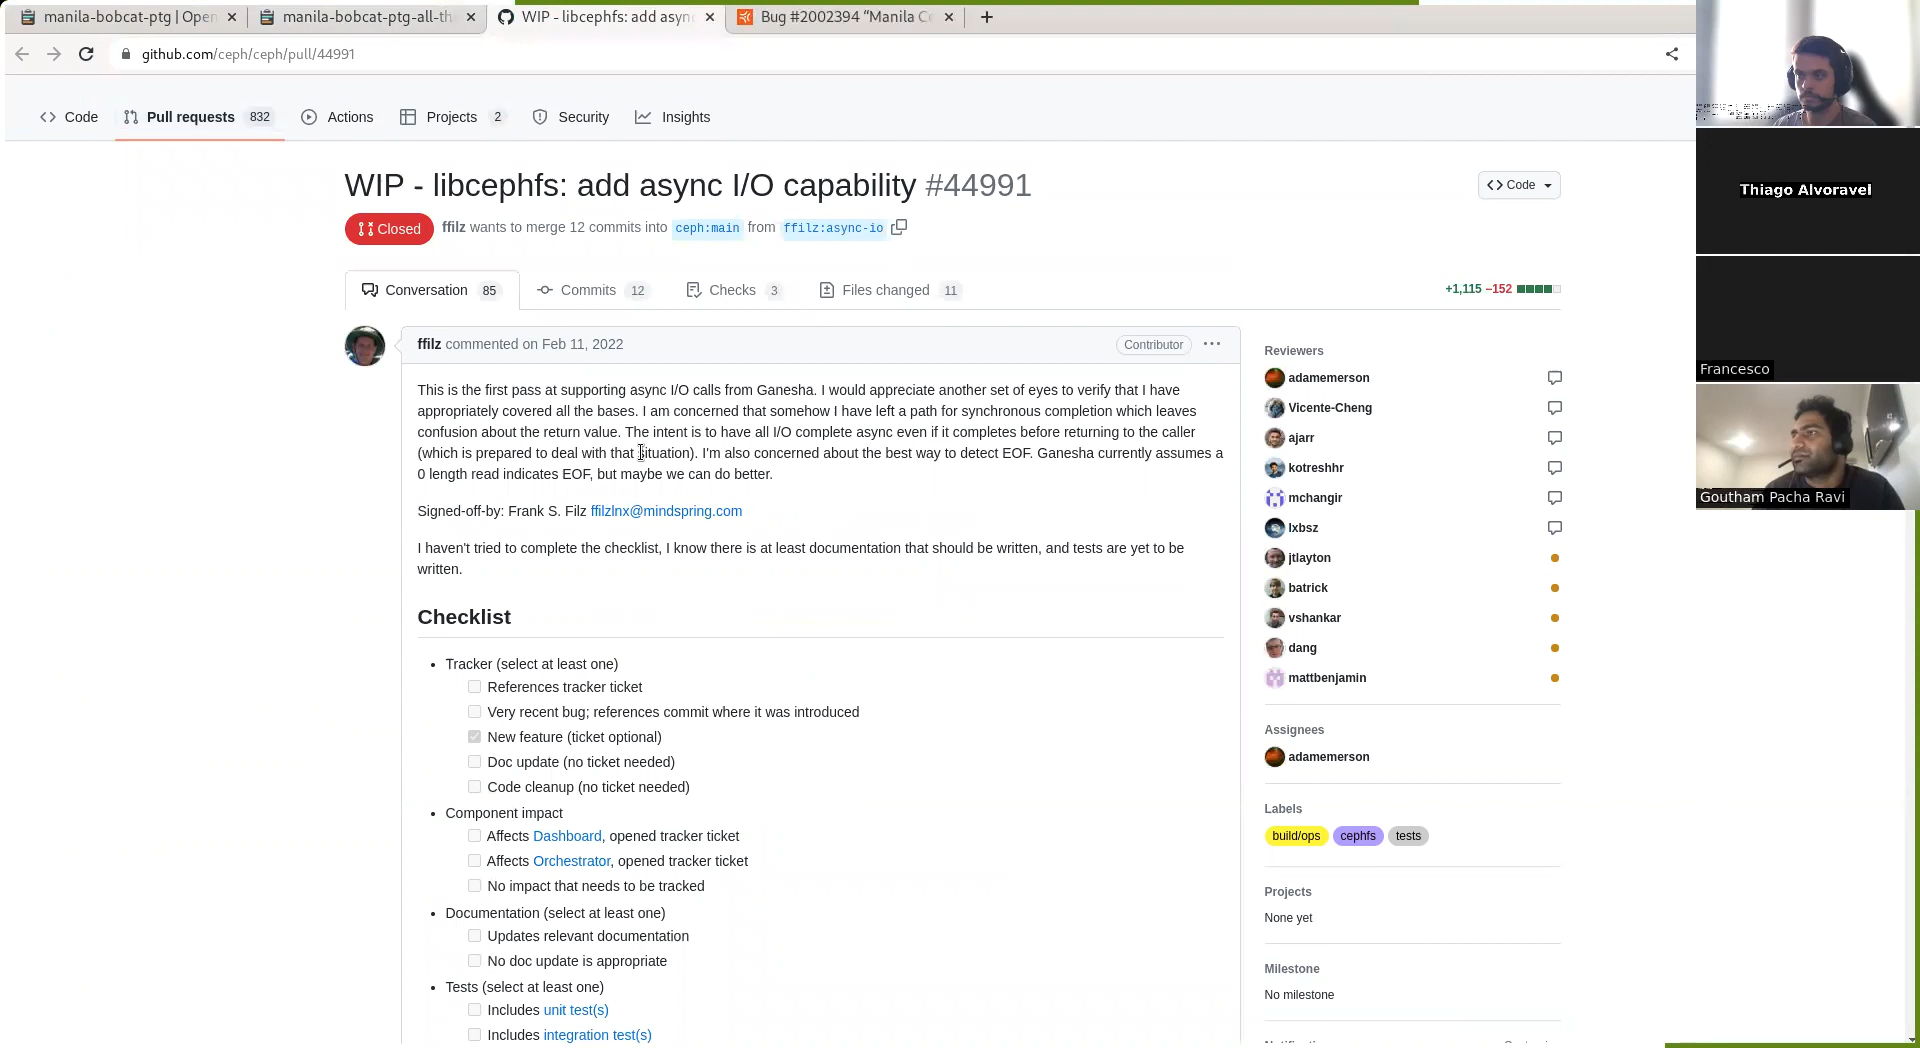 manila-bobcat-ptg | Open
manila-bobcat-ptg-all-th
WIP - libcephfs: add asyn
Bug #2002394 “Manila Ce
github.com/ceph/ceph/pull/44991
Code
Pull requests 832
Actions
Projects 2
Security
Insights
WIP - libcephfs: add async I/O capability #44991
Code
Closed
ffilz wants to merge 12 commits into ceph:main from ffilz:async-io
Conversation 85
Commits 12
Checks 3
Files changed 11
+1,115 −152
ffilz commented on Feb 11, 2022
Contributor
This is the first pass at supporting async I/O calls from Ganesha. I would appreciate another set of eyes to verify that I have
appropriately covered all the bases. I am concerned that somehow I have left a path for synchronous completion which leaves
confusion about the return value. The intent is to have all I/O complete async even if it completes before returning to the caller
(which is prepared to deal with that situation). I'm also concerned about the best way to detect EOF. Ganesha currently assumes a
0 length read indicates EOF, but maybe we can do better.
Signed-off-by: Frank S. Filz ffilzlnx@mindspring.com
I haven't tried to complete the checklist, I know there is at least documentation that should be written, and tests are yet to be
written.
Checklist
Tracker (select at least one)
References tracker ticket
Very recent bug; references commit where it was introduced
New feature (ticket optional)
Doc update (no ticket needed)
Code cleanup (no ticket needed)
Component impact
Affects Dashboard, opened tracker ticket
Affects Orchestrator, opened tracker ticket
No impact that needs to be tracked
Documentation (select at least one)
Updates relevant documentation
No doc update is appropriate
Tests (select at least one)
Includes unit test(s)
Includes integration test(s)
Reviewers
adamemerson
Vicente-Cheng
ajarr
kotreshhr
mchangir
lxbsz
jtlayton
batrick
vshankar
dang
mattbenjamin
Assignees
adamemerson
Labels
build/ops
cephfs
tests
Projects
None yet
Milestone
No milestone
Thiago Alvoravel
Francesco
Goutham Pacha Ravi